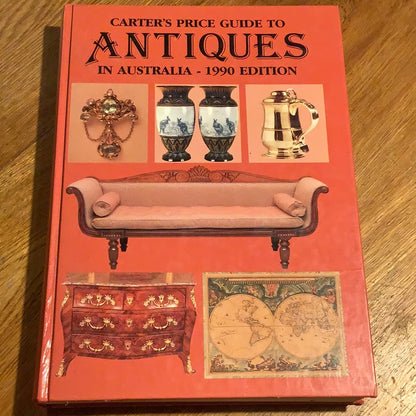 CARTER'S PRICE GUIDE TO
ANTIQUES
IN AUSTRALIA - 1990 EDITION